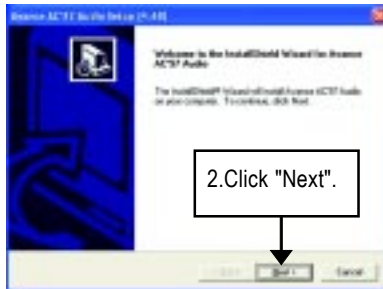 Avance AC'97 Audio Setup (4.48)
Welcome to the InstallShield Wizard for Avance
AC'97 Audio
The InstallShield® Wizard will install Avance AC'97 Audio
on your computer. To continue, click Next.
2.Click "Next".
Next > Cancel